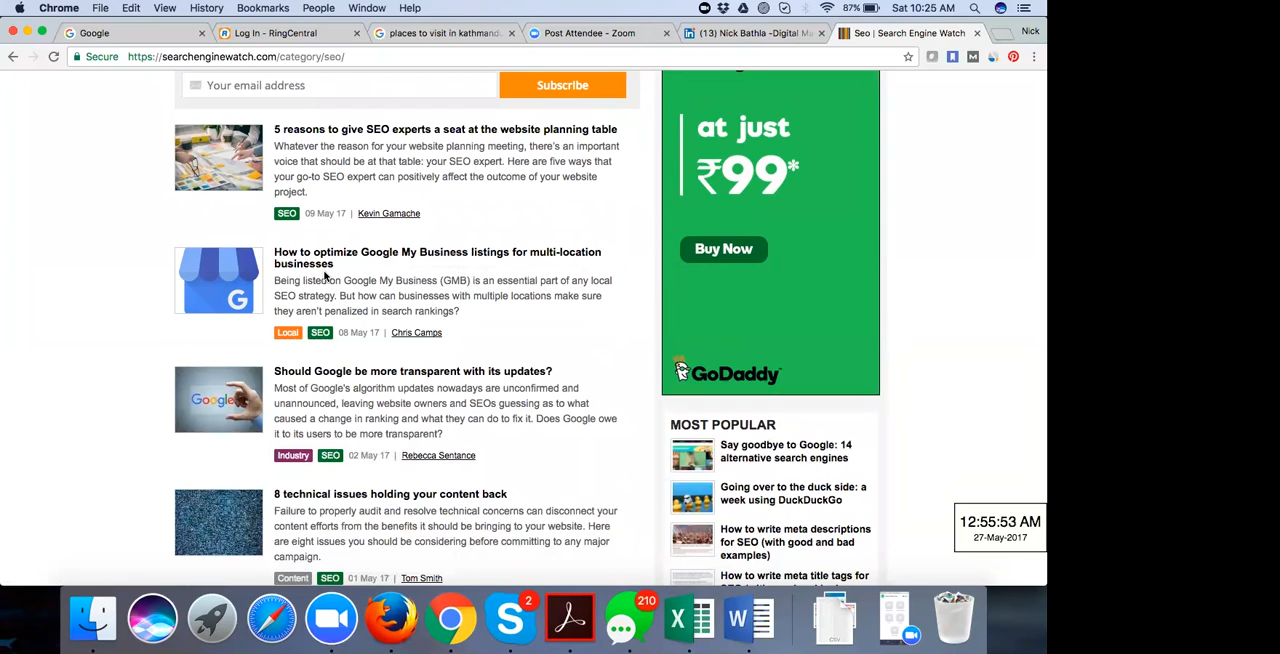 Chrome File Edit View History Bookmarks People Window Help 87% Sat 10:25 AM
Google Log In - RingCentral places to visit in kathmand Post Attendee - Zoom (13) Nick Bathla -Digital Ma Seo | Search Engine Watch Nick
Secure https://searchenginewatch.com/category/seo/
Your email address Subscribe
5 reasons to give SEO experts a seat at the website planning table
Whatever the reason for your website planning meeting, there's an important
voice that should be at that table: your SEO expert. Here are five ways that
your go-to SEO expert can positively affect the outcome of your website
project.
SEO 09 May 17 | Kevin Gamache
How to optimize Google My Business listings for multi-location
businesses
Being listed on Google My Business (GMB) is an essential part of any local
SEO strategy. But how can businesses with multiple locations make sure
they aren't penalized in search rankings?
Local SEO 08 May 17 | Chris Camps
Google
Should Google be more transparent with its updates?
Most of Google's algorithm updates nowadays are unconfirmed and
unannounced, leaving website owners and SEOs guessing as to what
caused a change in ranking and what they can do to fix it. Does Google owe
it to its users to be more transparent?
Industry SEO 02 May 17 | Rebecca Sentance
8 technical issues holding your content back
Failure to properly audit and resolve technical concerns can disconnect your
content efforts from the benefits it should be bringing to your website. Here
are eight issues you should be considering before committing to any major
campaign.
Content SEO 01 May 17 | Tom Smith
at just
₹99*
Buy Now
GoDaddy
MOST POPULAR
Say goodbye to Google: 14
alternative search engines
Going over to the duck side: a
week using DuckDuckGo
How to write meta descriptions
for SEO (with good and bad
examples)
How to write meta title tags for
12:55:53 AM
27-May-2017
2
210
CSV